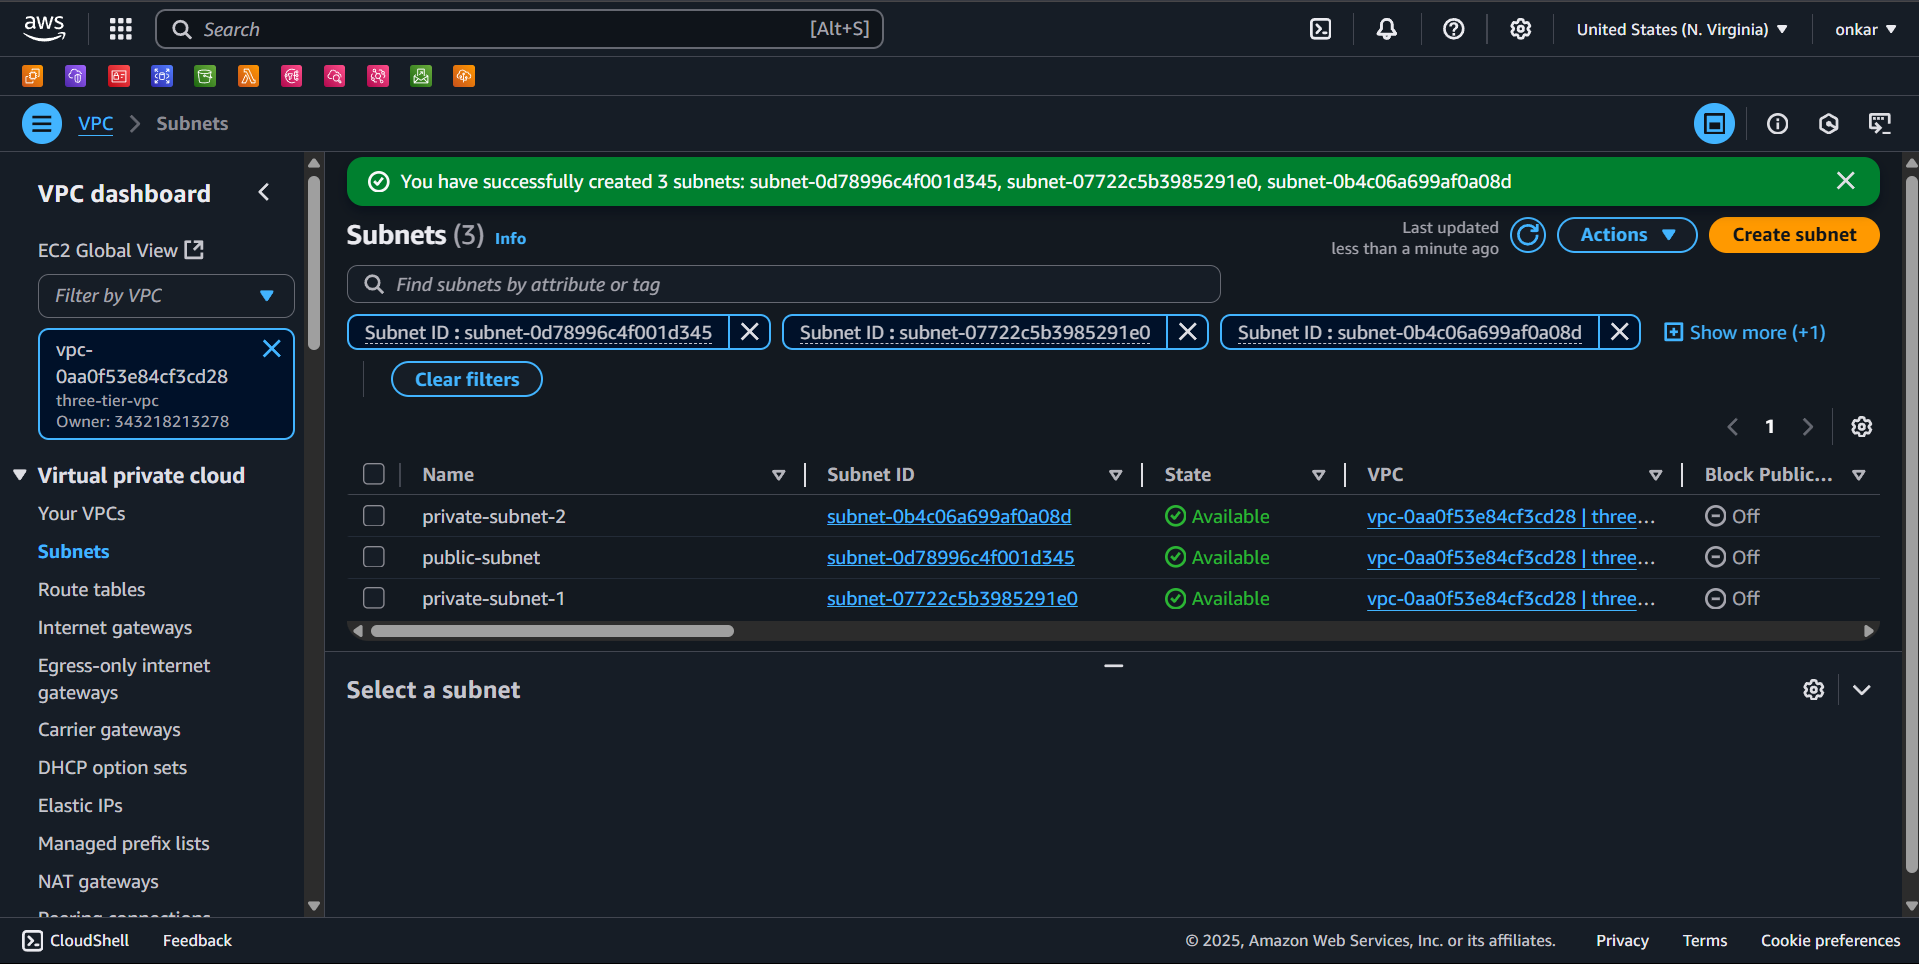 aws
Search [Alt+S]
United States (N. Virginia)
onkar
VPC > Subnets
VPC dashboard
EC2 Global View
Filter by VPC
vpc-
0aa0f53e84cf3cd28
three-tier-vpc
Owner: 343218213278
Virtual private cloud
Your VPCs
Subnets
Route tables
Internet gateways
Egress-only internet
gateways
Carrier gateways
DHCP option sets
Elastic IPs
Managed prefix lists
NAT gateways
Peering connections
You have successfully created 3 subnets: subnet-0d78996c4f001d345, subnet-07722c5b3985291e0, subnet-0b4c06a699af0a08d
Subnets (3) Info
Last updated
less than a minute ago
Actions
Create subnet
Find subnets by attribute or tag
Subnet ID : subnet-0d78996c4f001d345
Subnet ID : subnet-07722c5b3985291e0
Subnet ID : subnet-0b4c06a699af0a08d
Show more (+1)
Clear filters
1
Name Subnet ID State VPC Block Public...
private-subnet-2 subnet-0b4c06a699af0a08d Available vpc-0aa0f53e84cf3cd28 | three... Off
public-subnet subnet-0d78996c4f001d345 Available vpc-0aa0f53e84cf3cd28 | three... Off
private-subnet-1 subnet-07722c5b3985291e0 Available vpc-0aa0f53e84cf3cd28 | three... Off
Select a subnet
CloudShell Feedback © 2025, Amazon Web Services, Inc. or its affiliates. Privacy Terms Cookie preferences